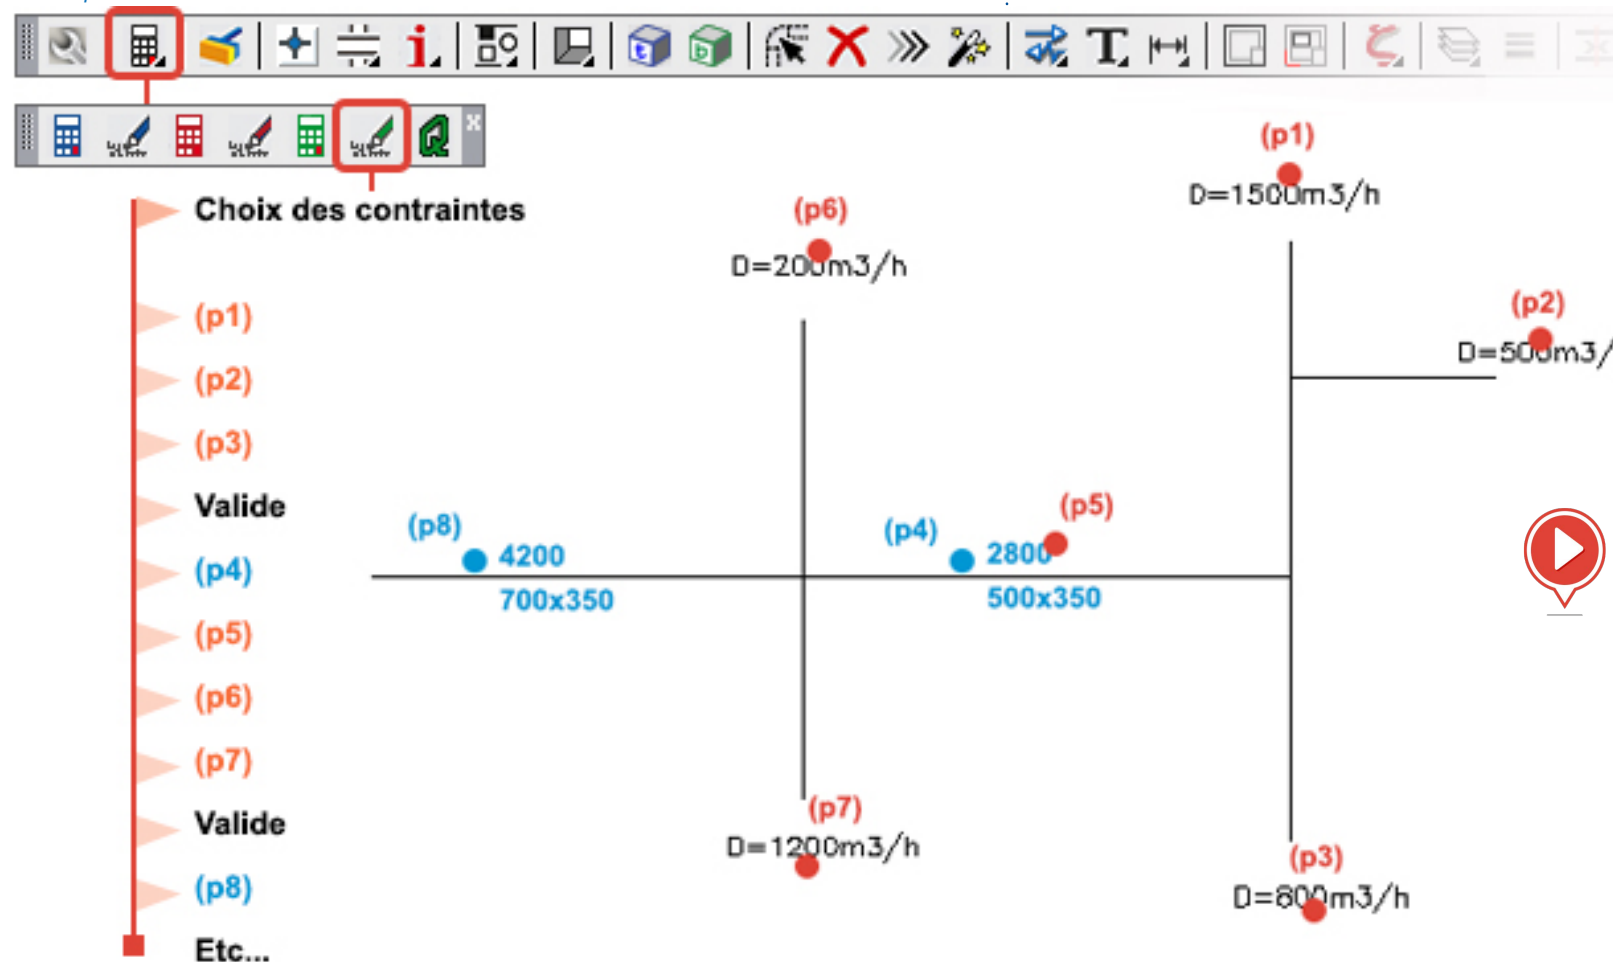 Choix des contraintes
(p1)
(p2)
(p3)
Valide
(p4)
(p5)
(p6)
(p7)
Valide
(p8)
Etc...
(p1)
D=1500m3/h
(p6)
D=200m3/h
(p2)
D=500m3/
(p8)
4200
700x350
(p4)
2800
(p5)
500x350
(p7)
D=1200m3/h
(p3)
D=800m3/h